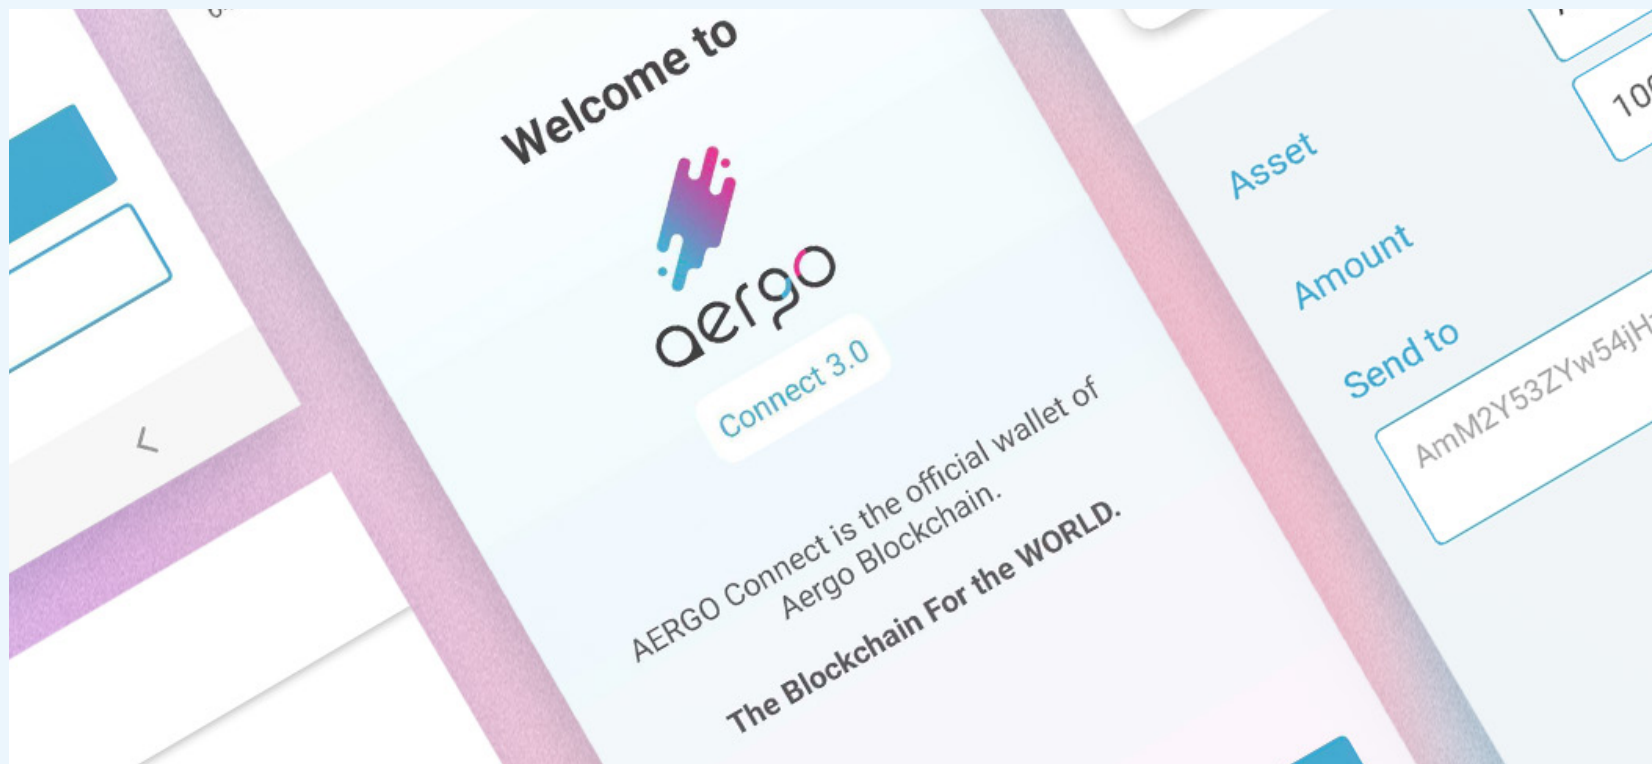 Welcome to
aergo
Connect 3.0
AERGO Connect is the official wallet of
Aergo Blockchain.
The Blockchain For the WORLD.
Asset
Amount
Send to